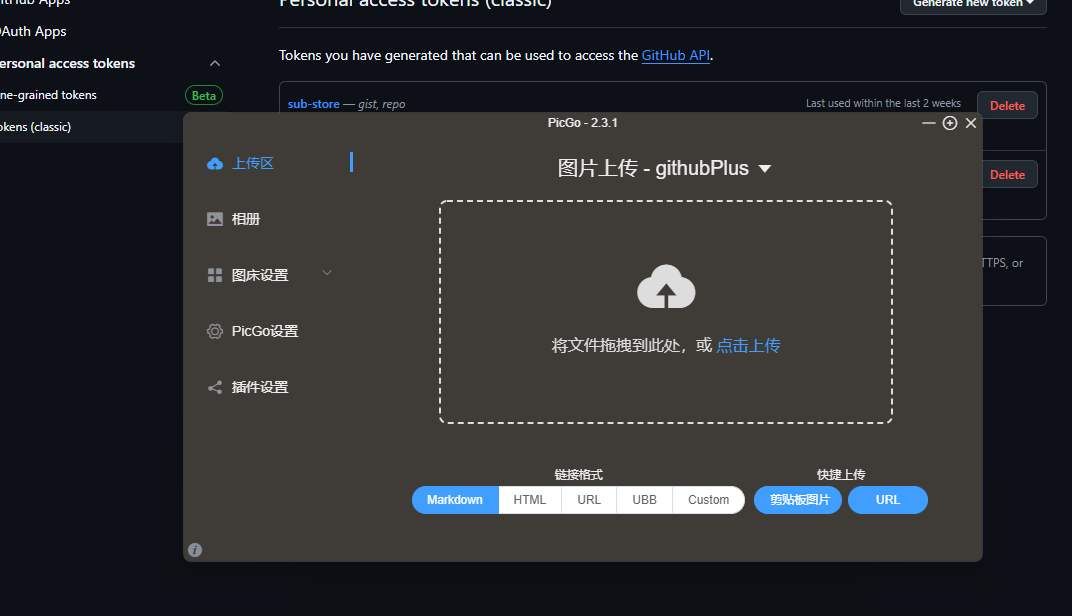 Personal access tokens (classic)
Generate new token
Auth Apps
Tokens you have generated that can be used to access the GitHub API.
ersonal access tokens
ne-grained tokens
Beta
okens (classic)
sub-store — gist, repo
Last used within the last 2 weeks
Delete
Delete
TTPS, or
PicGo - 2.3.1
上传区
相册
图床设置
PicGo设置
插件设置
图片上传 - githubPlus
将文件拖拽到此处，或 点击上传
链接格式
快捷上传
Markdown
HTML
URL
UBB
Custom
剪贴板图片
URL